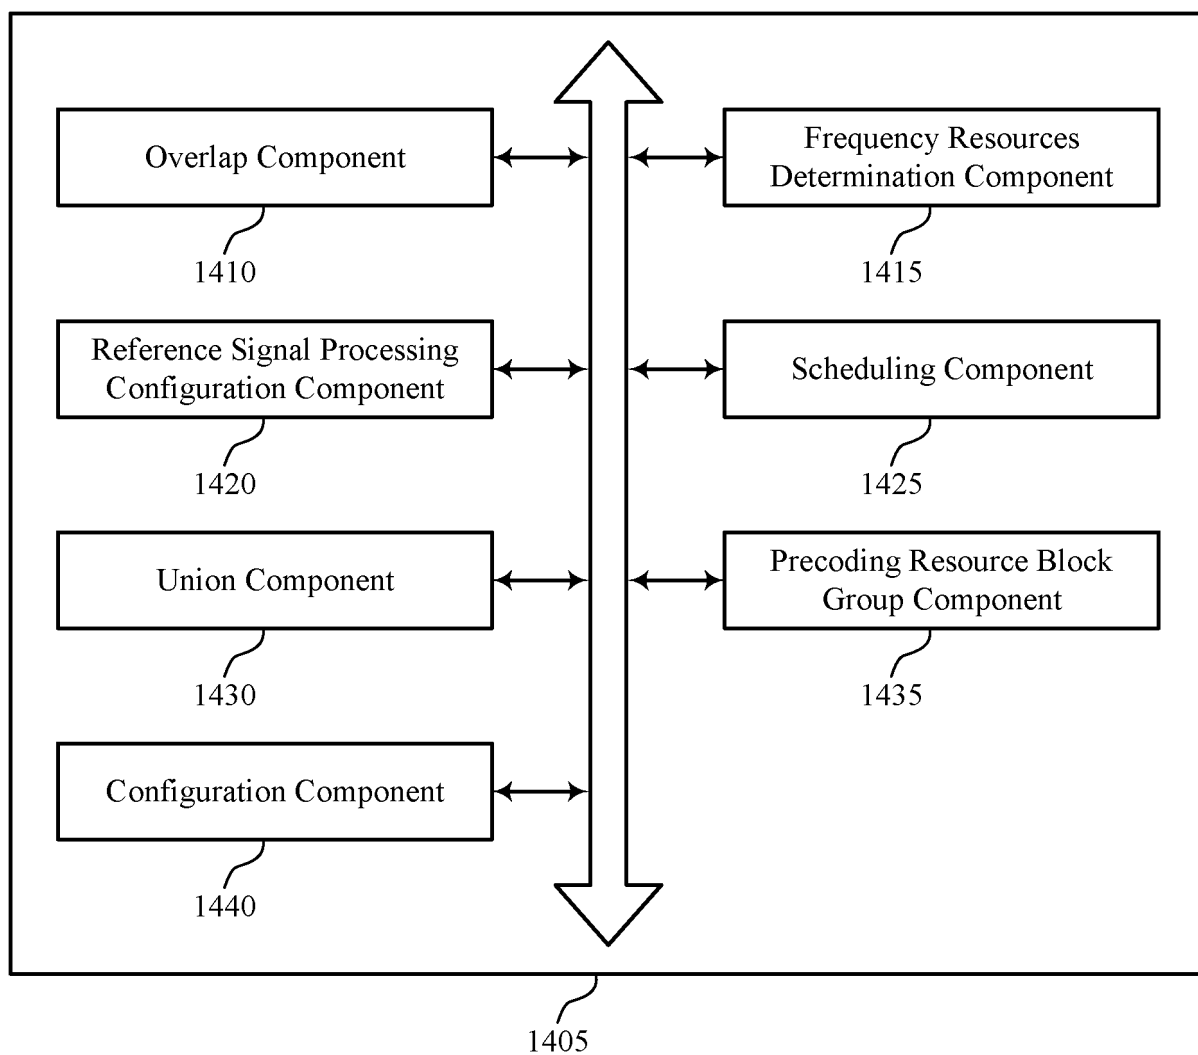 Overlap Component
1410
Frequency Resources
Determination Component
1415
Reference Signal Processing
Configuration Component
1420
Scheduling Component
1425
Union Component
1430
Precoding Resource Block
Group Component
1435
Configuration Component
1440
1405